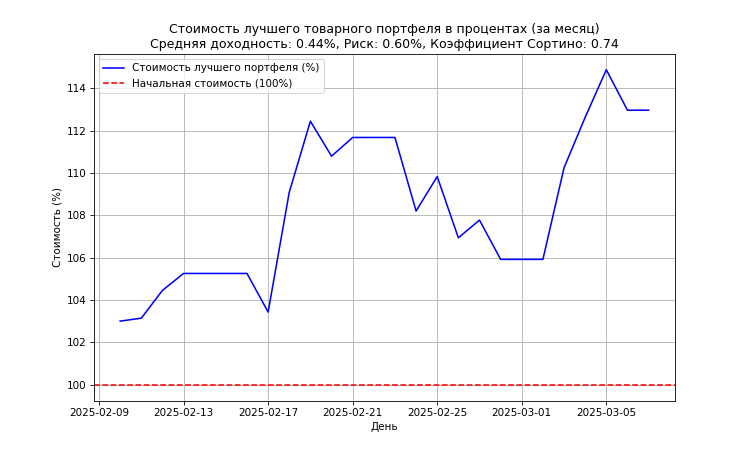 Стоимость лучшего товарного портфеля в процентах (за месяц)
Средняя доходность: 0.44%, Риск: 0.60%, Коэффициент Сортино: 0.74
Стоимость лучшего портфеля (%)
Начальная стоимость (100%)
Стоимость (%)
114
112
110
108
106
104
102
100
2025-02-09 2025-02-13 2025-02-17 2025-02-21 2025-02-25 2025-03-01 2025-03-05
День